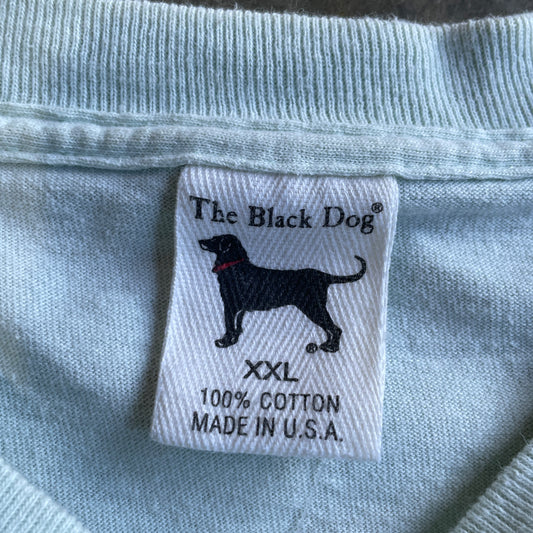 The Black Dog®
®
XXL
100% COTTON
MADE IN U.S.A.